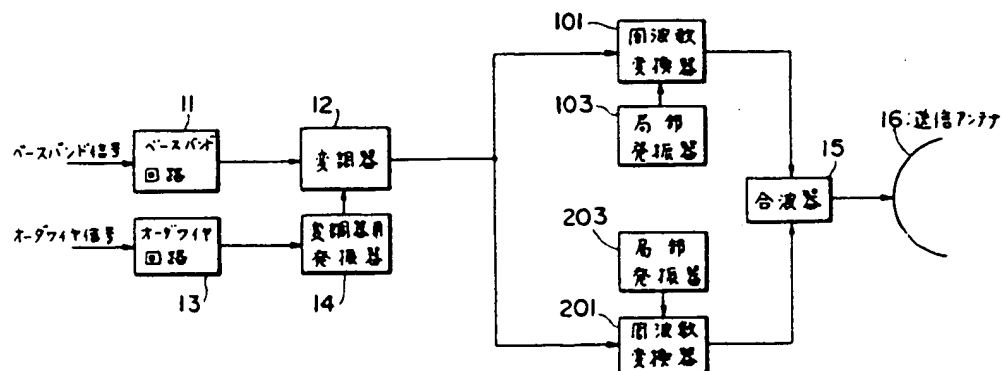 101
周波数
変換器
103
局部
発振器
16:送信アンテナ
11
12
ベースバンド信号
ベースバンド
回路
変調器
15
合波器
オーダワイヤ信号
オーダワイヤ
回路
変調器用
発振器
13
14
203
局部
発振器
201
周波数
変換器